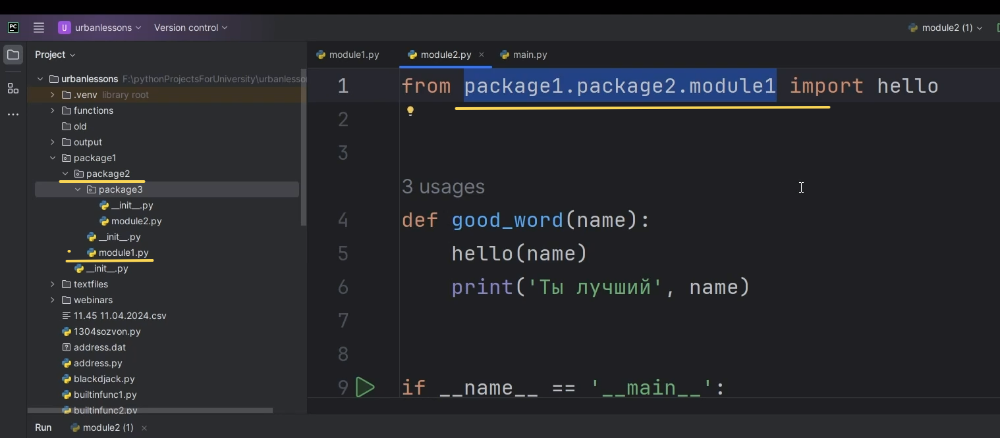 PC U urbanlessons Version control module2 (1)
Project
module1.py module2.py main.py
urbanlessons F:\pythonProjectsForUniversity\urbanlesso
.venv library root
functions
old
output
package1
package2
package3
__init__.py
module2.py
__init__.py
module1.py
__init__.py
textfiles
webinars
11.45 11.04.2024.csv
1304sozvon.py
address.dat
address.py
blackdjack.py
builtinfunc1.py
builtinfunc2.py
1 from package1.package2.module1 import hello
2
3
3 usages
4 def good_word(name):
5 hello(name)
6 print('Ты лучший', name)
7
8
9 if __name__ == '__main__':
Run module2 (1)